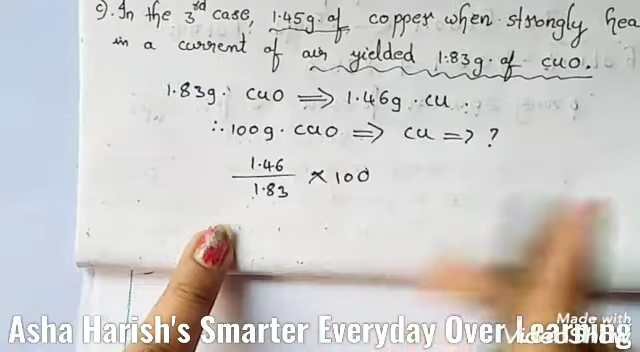 c). In the 3rd case, 1.45g. of copper when strongly hea
in a current of air yielded 1.83g. of CuO.
1.83g. CuO ⟹ 1.46g. Cu.
∴ 100g. CuO ⟹ Cu => ?
1.46
1.83 × 100
Asha Harish's Smarter Everyday Over Learning
Made with
VideoShow